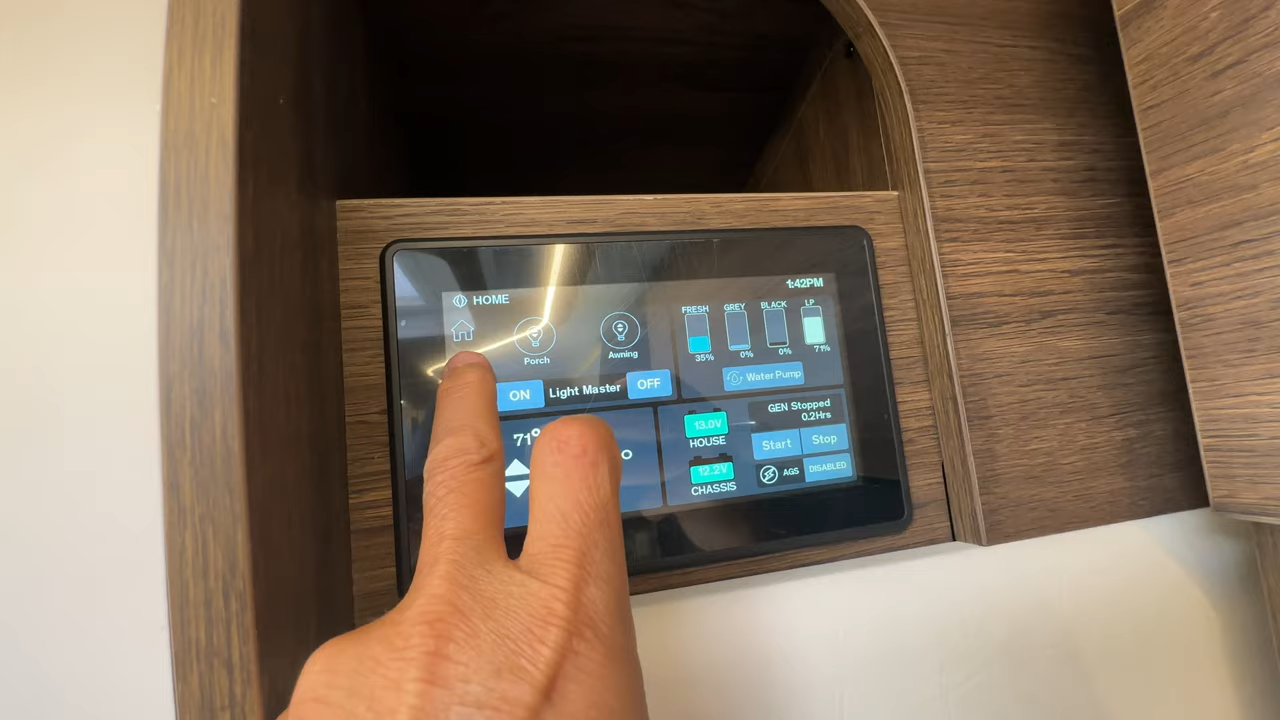 1:42PM
HOME
Porch
Awning
ON
Light Master
OFF
71°
FRESH
GREY
BLACK
LP
35%
0%
0%
71%
Water Pump
13.0V
HOUSE
12.2V
CHASSIS
GEN Stopped
0.2Hrs
Start
Stop
AGS
DISABLED